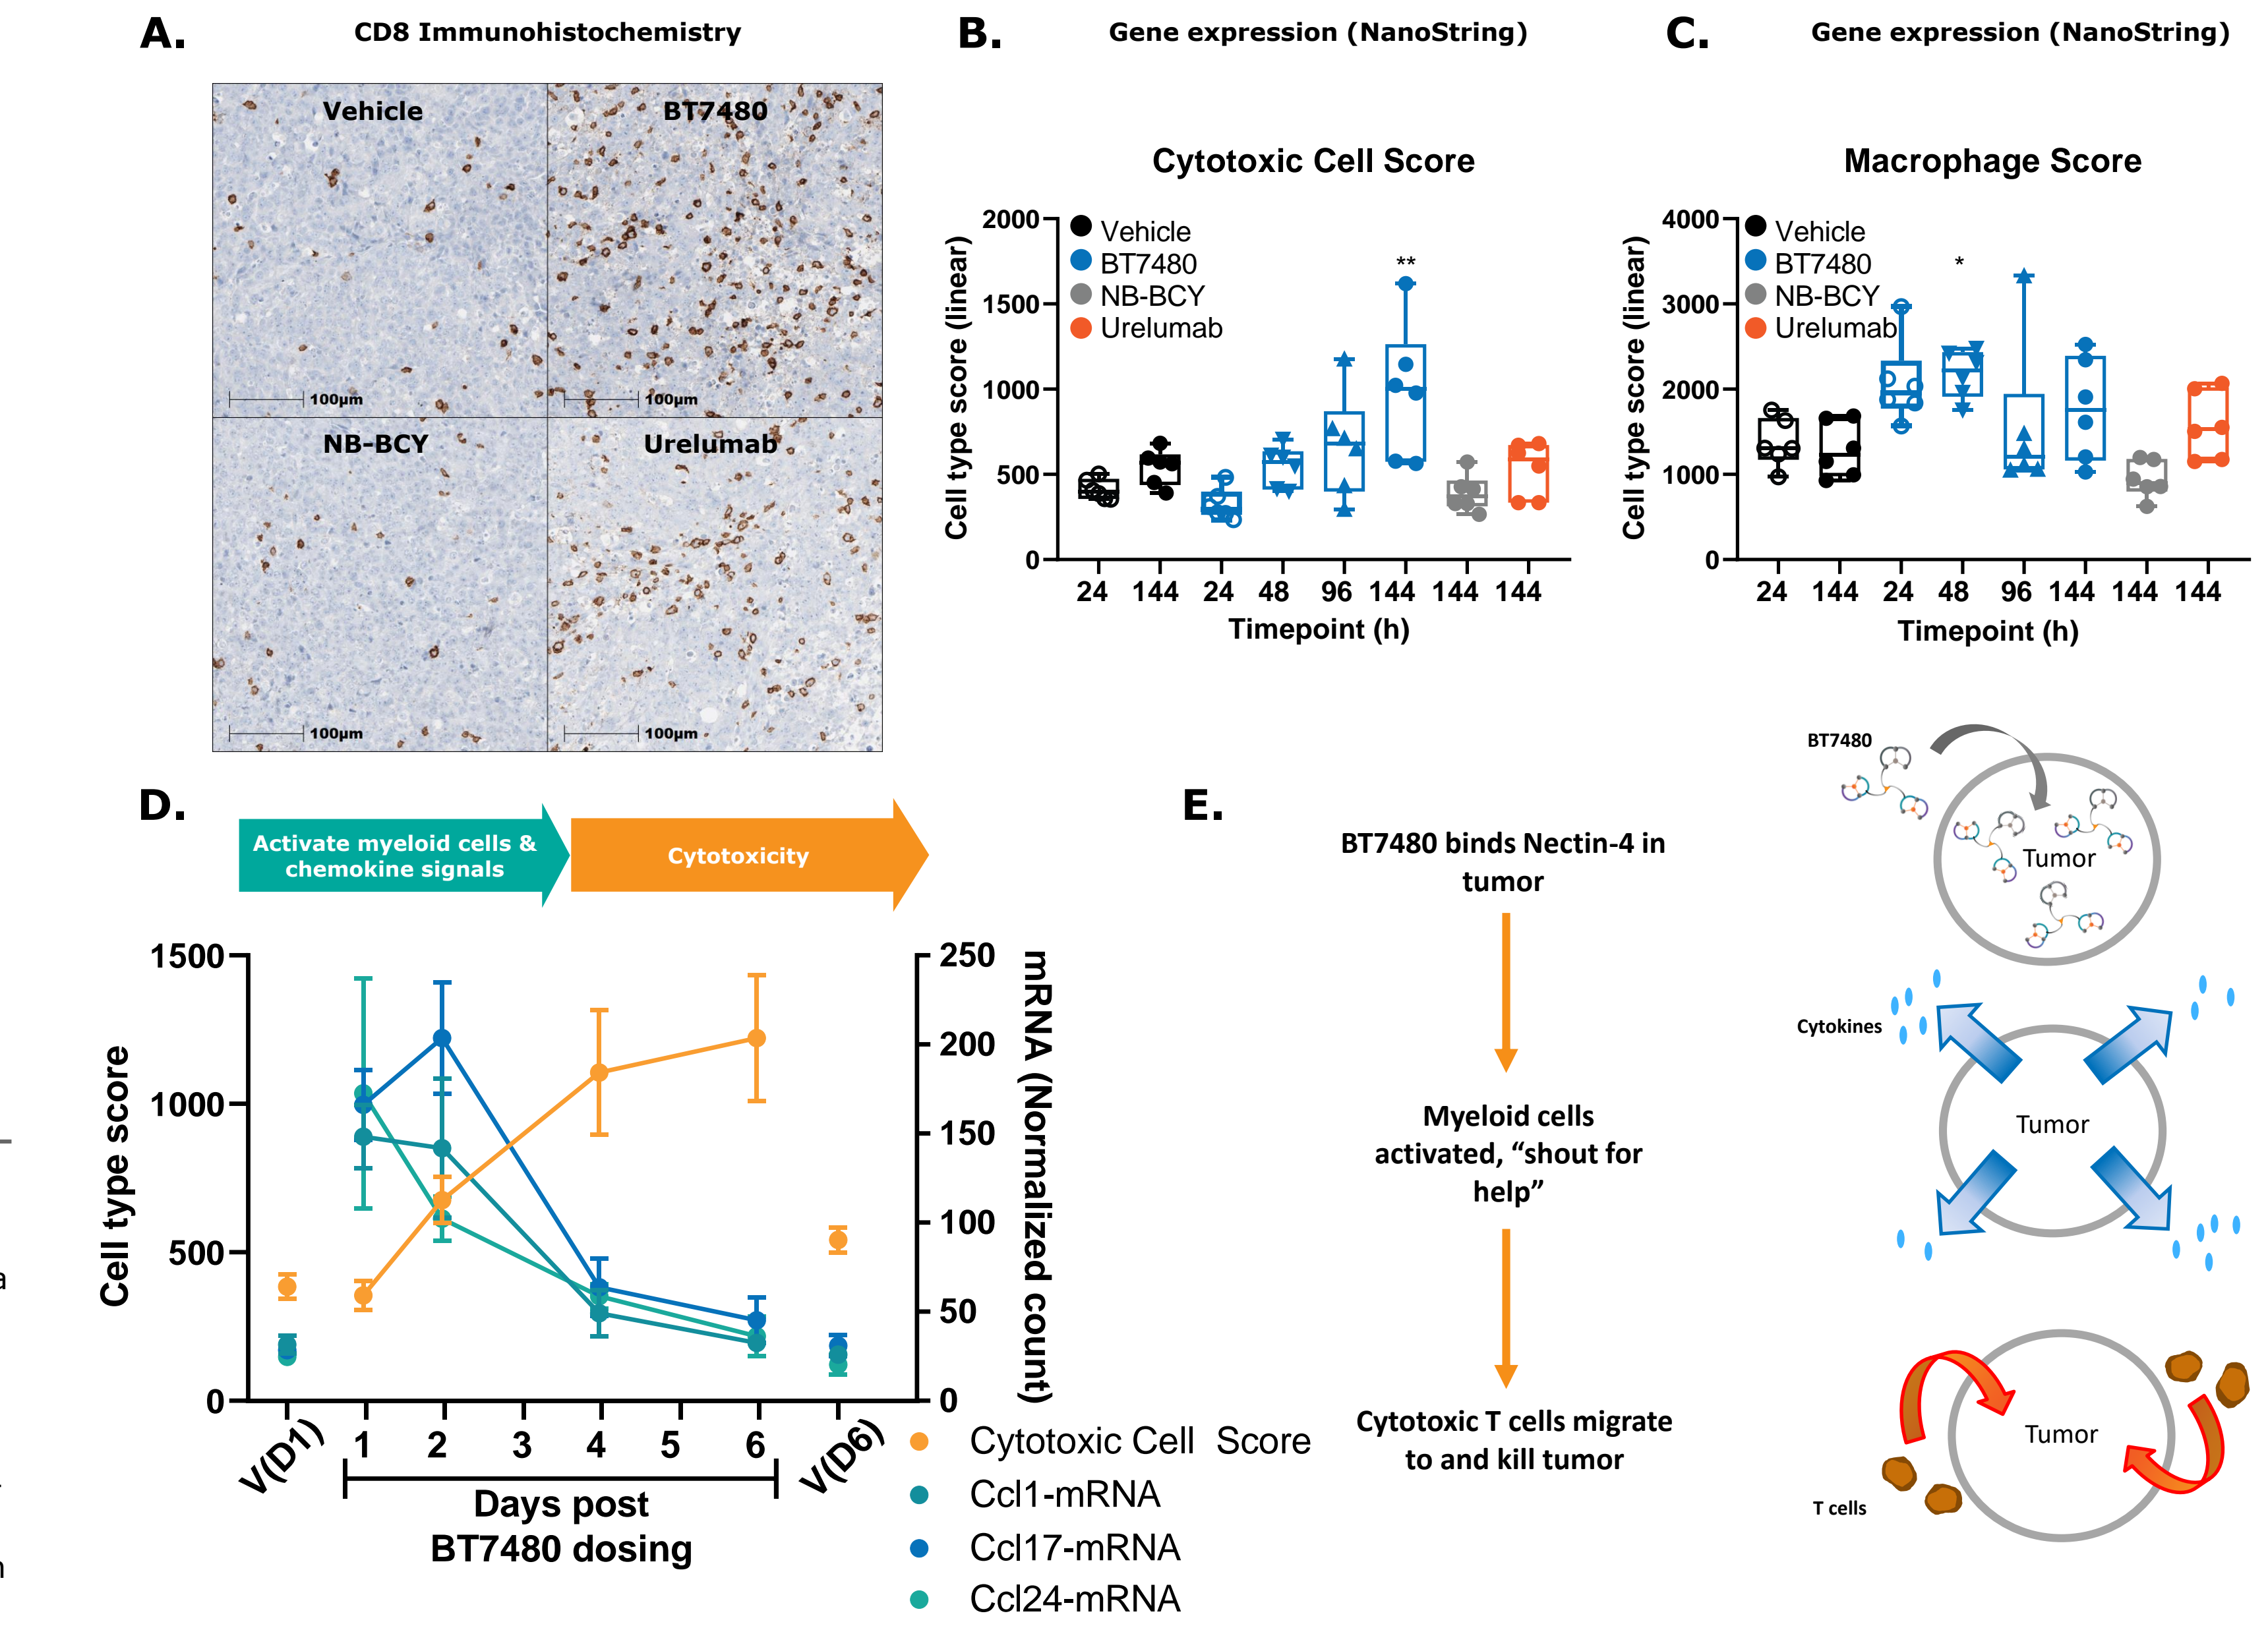 A.
CD8 Immunohistochemistry
Vehicle
BT7480
100µm
100µm
NB-BCY
Urelumab
100µm
100µm
B.
Gene expression (NanoString)
Cytotoxic Cell Score
Cell type score (linear)
2000
1500
1000
500
0
Vehicle
BT7480
NB-BCY
Urelumab
**
24 144 24 48 96 144 144 144
Timepoint (h)
C.
Gene expression (NanoString)
Macrophage Score
Cell type score (linear)
4000
3000
2000
1000
0
Vehicle
BT7480
NB-BCY
Urelumab
*
24 144 24 48 96 144 144 144
Timepoint (h)
D.
Activate myeloid cells &
chemokine signals
Cytotoxicity
Cell type score
1500
1000
500
0
250
200
150
100
50
0
mRNA (Normalized count)
V(D1) 1 2 3 4 5 6 V(D6)
Days post
BT7480 dosing
Cytotoxic Cell Score
Ccl1-mRNA
Ccl17-mRNA
Ccl24-mRNA
E.
BT7480 binds Nectin-4 in
tumor
Myeloid cells
activated, “shout for
help”
Cytotoxic T cells migrate
to and kill tumor
BT7480
Tumor
Cytokines
Tumor
Tumor
T cells